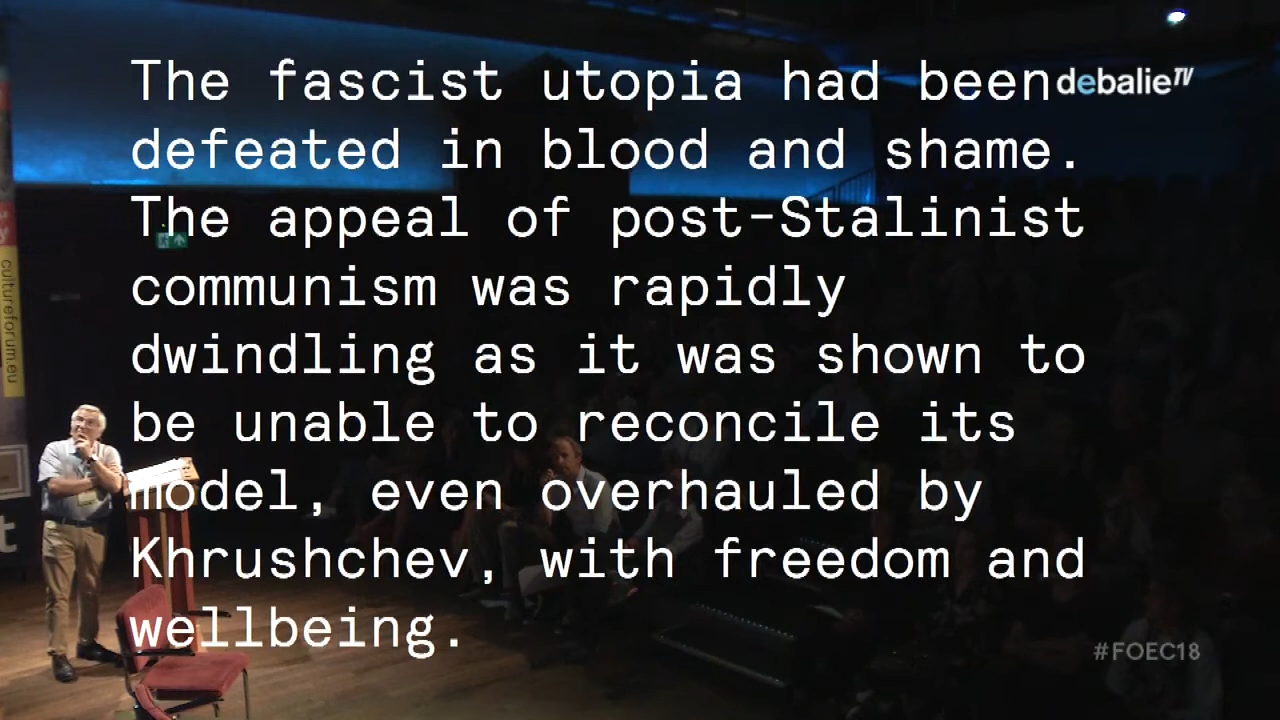 The fascist utopia had been
debalieTV
defeated in blood and shame.
The appeal of post-Stalinist
communism was rapidly
dwindling as it was shown to
be unable to reconcile its
model, even overhauled by
Khrushchev, with freedom and
wellbeing.
cultureforum.eu
#FOEC18